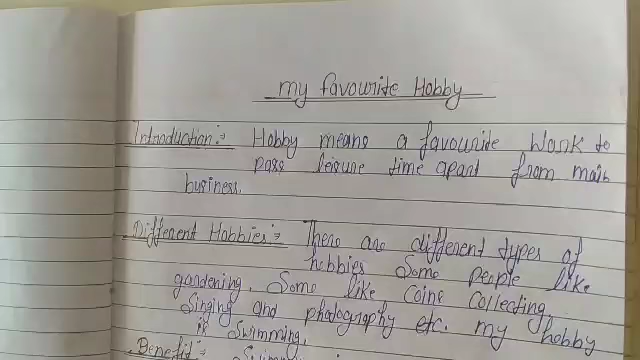 my favourite Hobby
Introduction:- Hobby means a favourite Work to
pass leisure time apart from main
business.
Different Hobbies:- There are different types of
hobbies Some people like
gardening. Some like Coins Collecting,
Singing and photography etc. my hobby
is Swimming.
Benefit:- Swimming